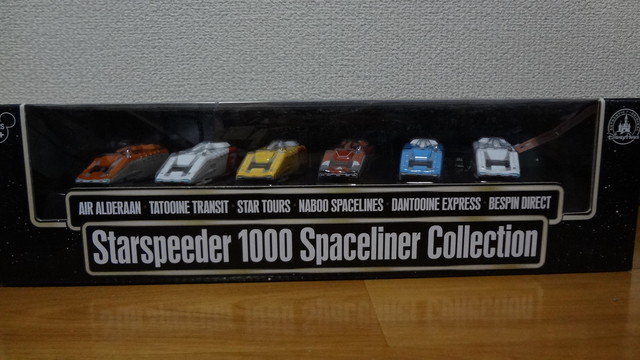 AIR ALDERAAN · TATOOINE TRANSIT · STAR TOURS · NABOO SPACELINES · DANTOOINE EXPRESS · BESPIN DIRECT
Starspeeder 1000 Spaceliner Collection